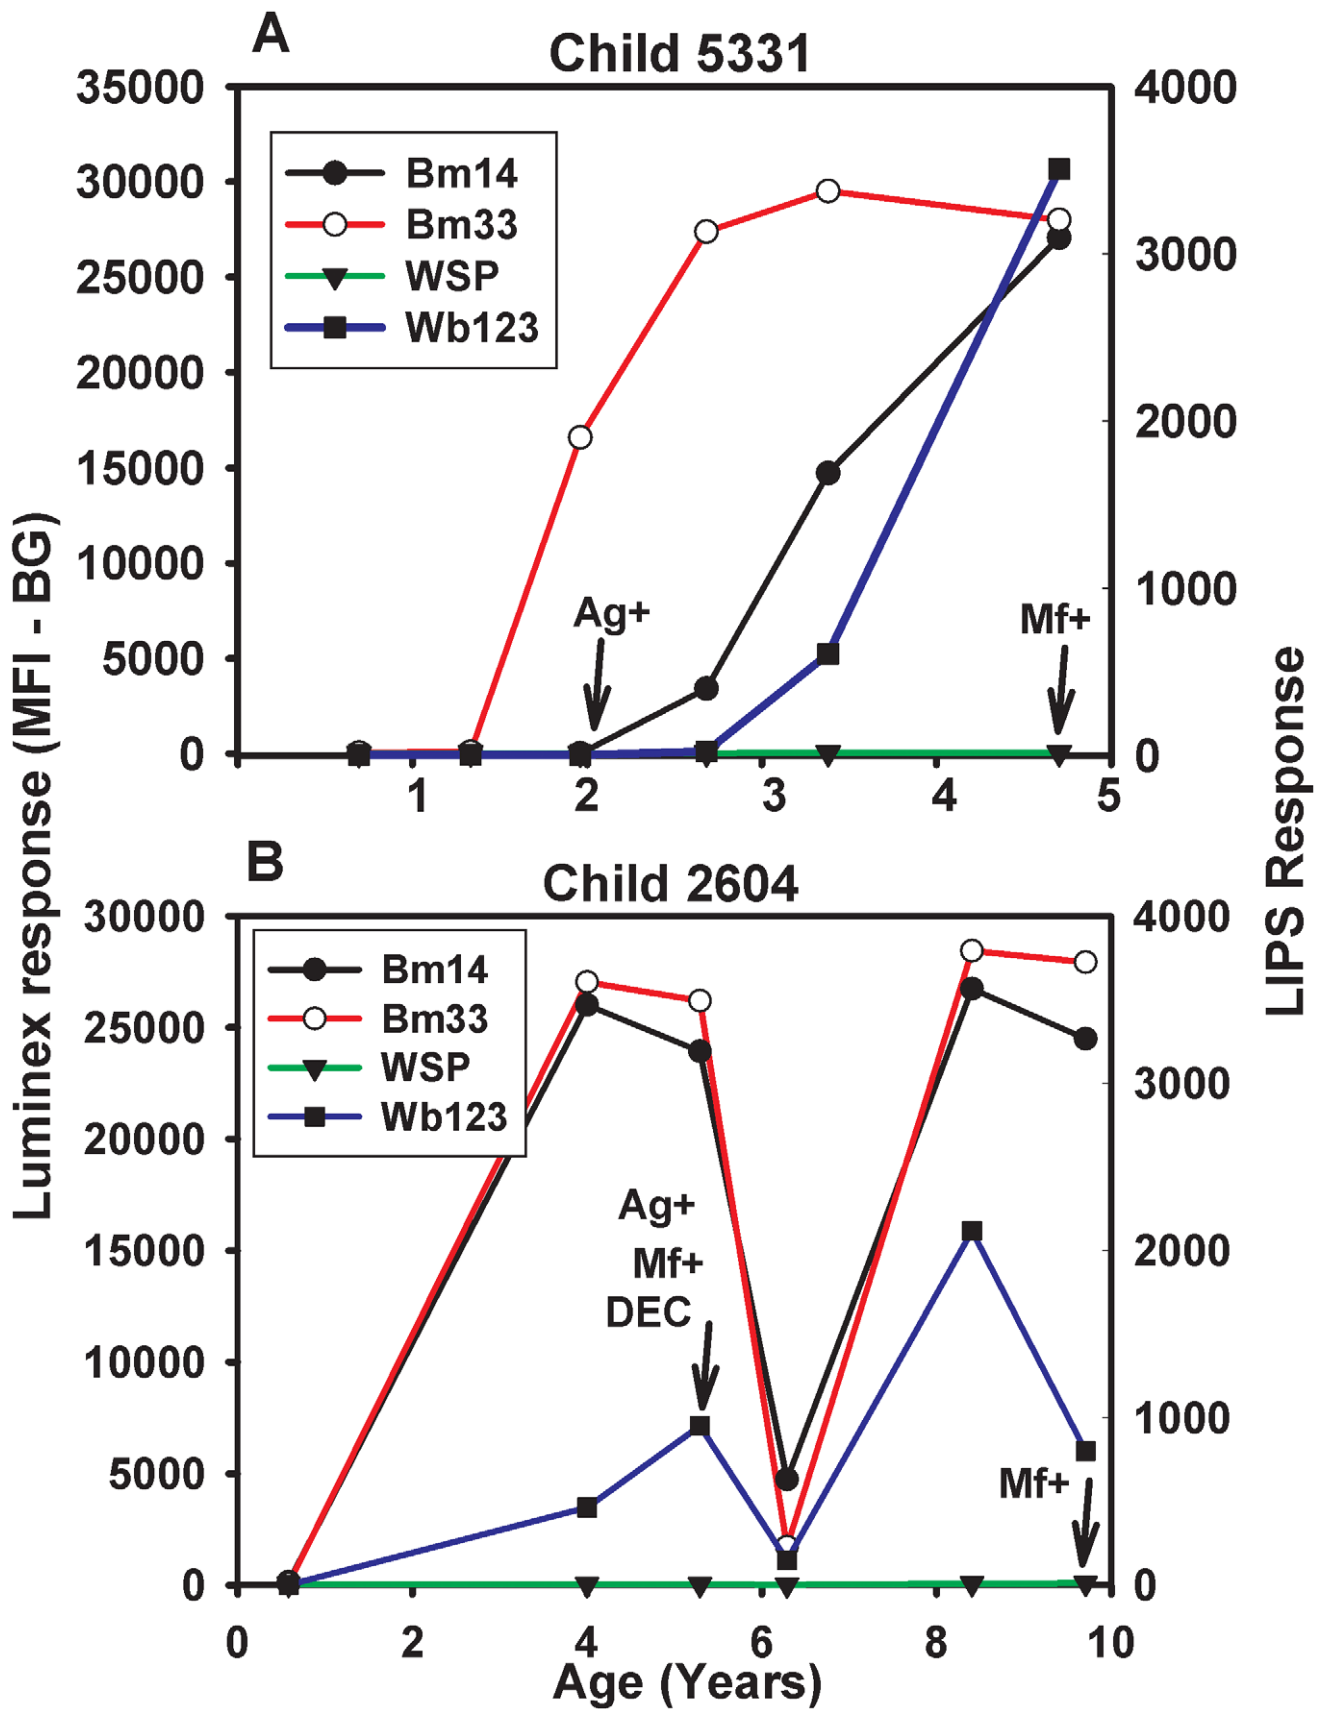 A
Child 5331
35000
30000
25000
20000
15000
10000
5000
0
4000
3000
2000
1000
0
Bm14
Bm33
WSP
Wb123
Ag+
Mf+
1 2 3 4 5
Luminex response (MFI - BG)
LIPS Response
B
Child 2604
30000
25000
20000
15000
10000
5000
0
4000
3000
2000
1000
0
Bm14
Bm33
WSP
Wb123
Ag+
Mf+
DEC
Mf+
0 2 4 6 8 10
Age (Years)